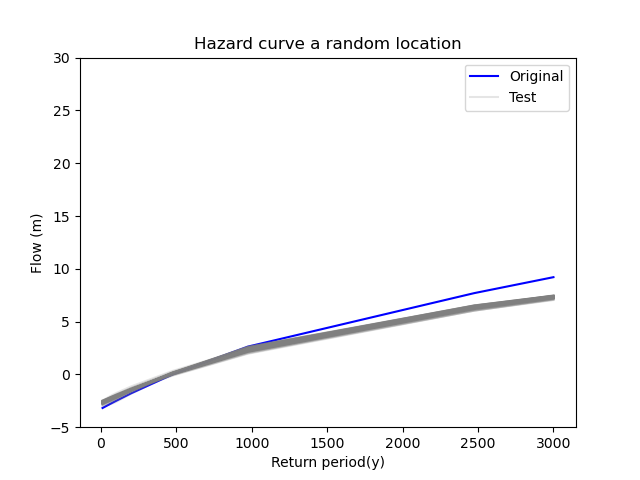 Hazard curve a random location
Original
Test
Flow (m)
30
25
20
15
10
5
0
−5
0 500 1000 1500 2000 2500 3000
Return period(y)